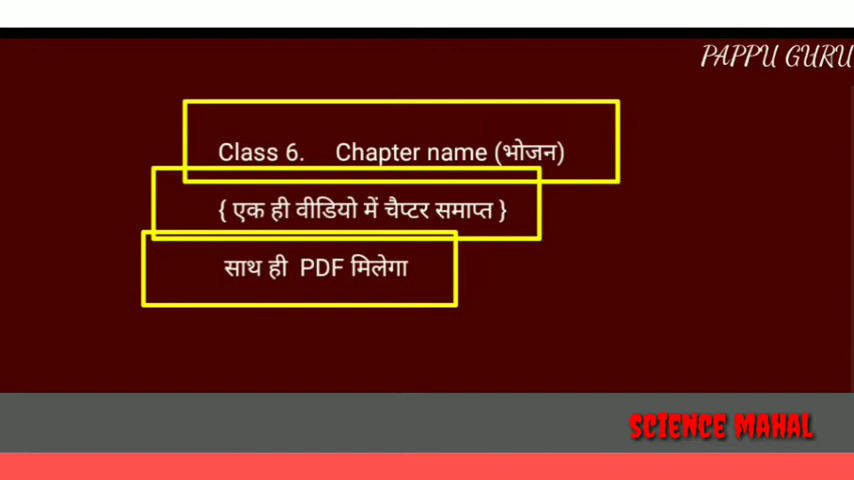 PAPPU GURU
Class 6. Chapter name (भोजन)
{ एक ही वीडियो में चैप्टर समाप्त }
साथ ही PDF मिलेगा
SCIENCE MAHAL